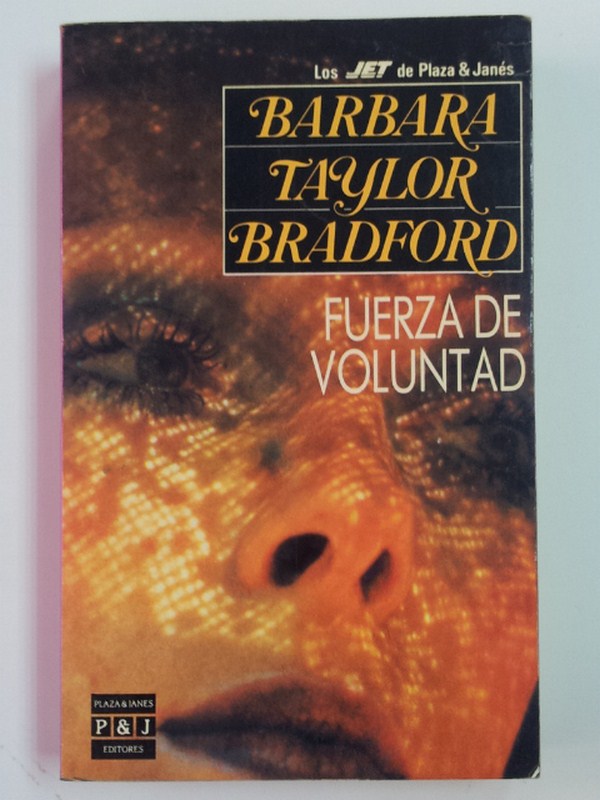 Los JET de Plaza & Janés
BARBARA
TAYLOR
BRADFORD
FUERZA DE
VOLUNTAD
PLAZA & JANES
P & J
EDITORES